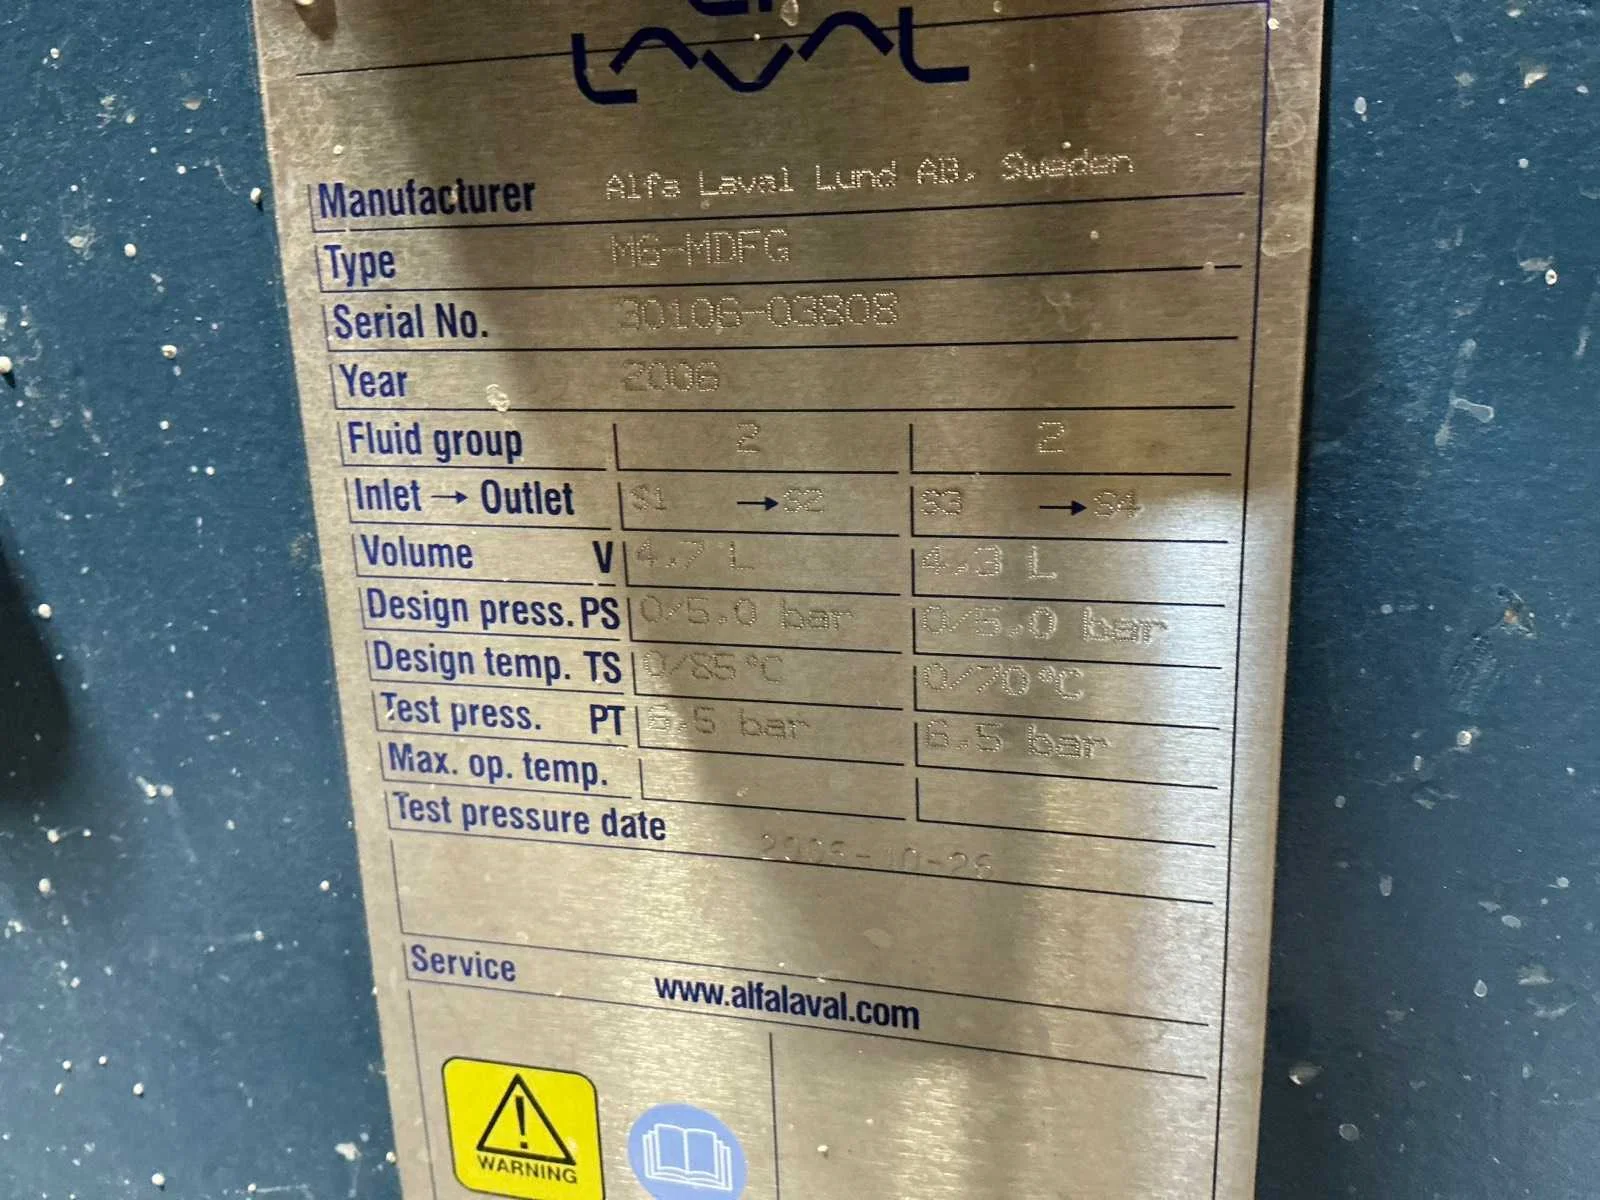 LAVAL
Manufacturer Alfa Laval Lund AB, Sweden
Type M6-MDFG
Serial No. 30106-03808
Year 2006
Fluid group 2 2
Inlet → Outlet S1 → S2 S3 → S4
Volume V 4,7 L 4,3 L
Design press. PS 0/5,0 bar 0/5,0 bar
Design temp. TS 0/85°C 0/70°C
Test press. PT 6,5 bar 6,5 bar
Max. op. temp.
Test pressure date 2006-10-26
Service www.alfalaval.com
WARNING